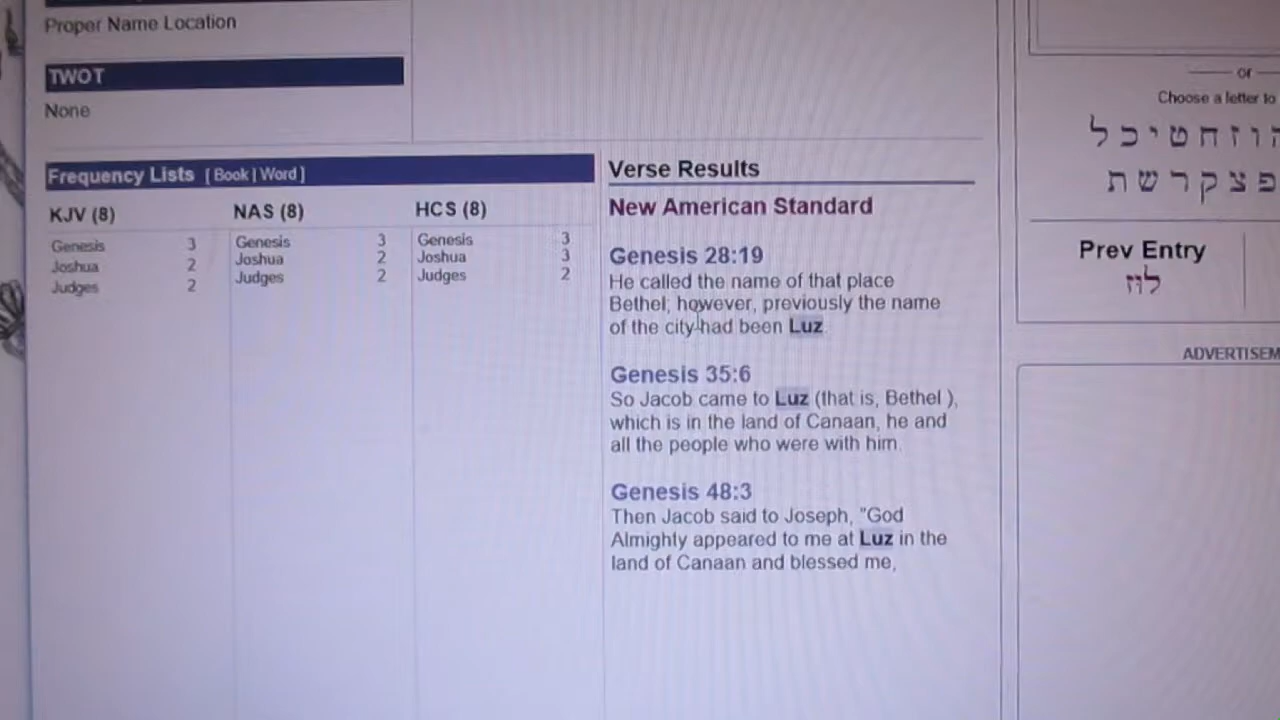 Proper Name Location
TWOT
None
Frequency Lists [ Book | Word ]
KJV (8)
Genesis 3
Joshua 2
Judges 2
NAS (8)
Genesis 3
Joshua 2
Judges 2
HCS (8)
Genesis 3
Joshua 3
Judges 2
Verse Results
New American Standard
Genesis 28:19
He called the name of that place
Bethel; however, previously the name
of the city had been Luz.
Genesis 35:6
So Jacob came to Luz (that is, Bethel ),
which is in the land of Canaan, he and
all the people who were with him.
Genesis 48:3
Then Jacob said to Joseph, "God
Almighty appeared to me at Luz in the
land of Canaan and blessed me,
or
Choose a letter to
ו ז ח ט י כ ל
פ צ ק ר ש ת
Prev Entry
לוז
ADVERTISEM